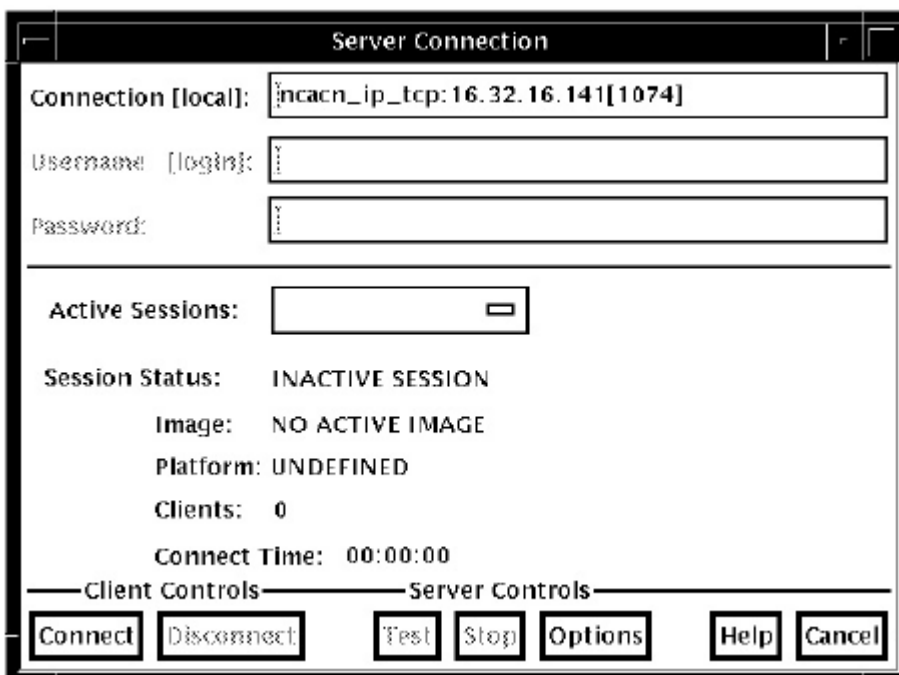 Server Connection
Connection [local]: ncacn_ip_tcp:16.32.16.141[1074]
Username [login]:
Password:
Active Sessions:
Session Status: INACTIVE SESSION
Image: NO ACTIVE IMAGE
Platform: UNDEFINED
Clients: 0
Connect Time: 00:00:00
Client Controls Server Controls
Connect Disconnect Test Stop Options Help Cancel